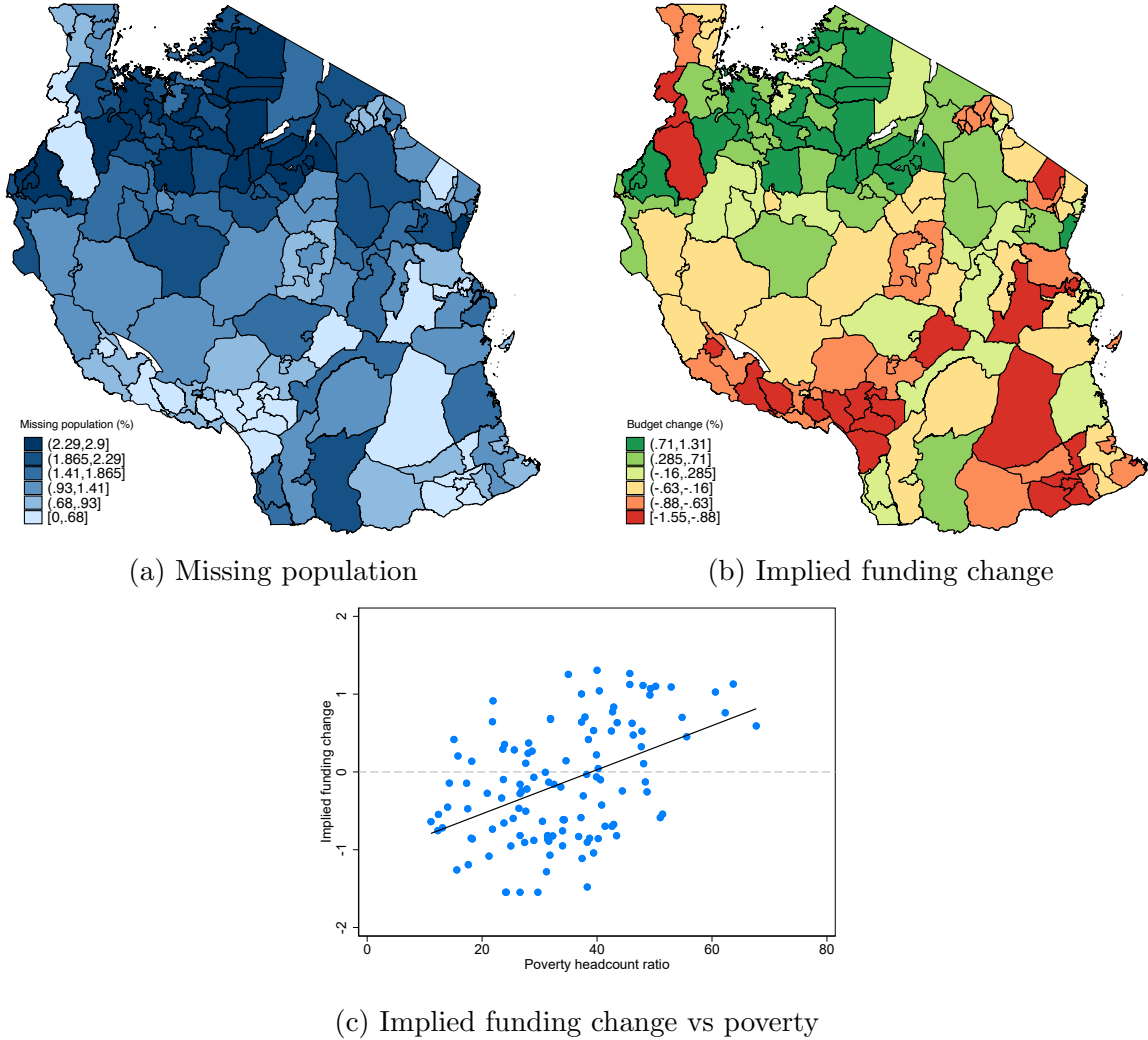 Missing population (%)
(2.29,2.9]
(1.865,2.29]
(1.41,1.865]
(.93,1.41]
(.68,.93]
[0,.68]
(a) Missing population
Budget change (%)
(.71,1.31]
(.285,.71]
(-.16,.285]
(-.63,-.16]
(-.88,-.63]
[-1.55,-.88]
(b) Implied funding change
Implied funding change
2
1
0
-1
-2
0 20 40 60 80
Poverty headcount ratio
(c) Implied funding change vs poverty